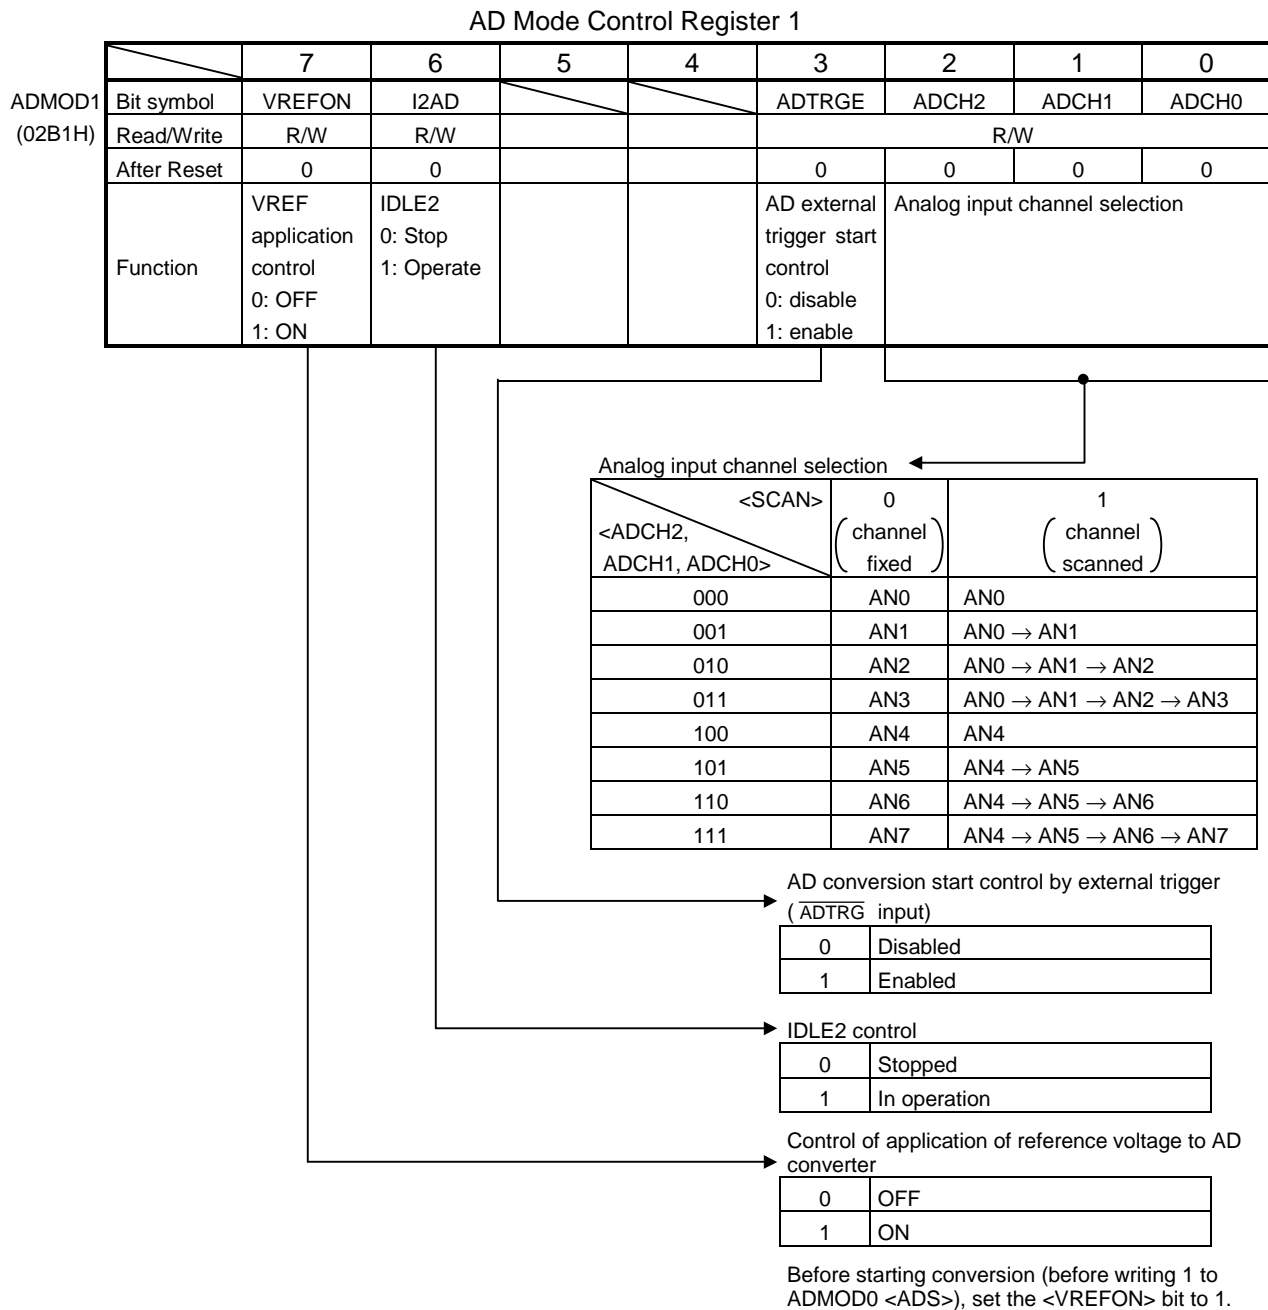 AD Mode Control Register 1
7 6 5 4 3 2 1 0
ADMOD1 Bit symbol VREFON I2AD ADTRGE ADCH2 ADCH1 ADCH0
(02B1H) Read/Write R/W R/W R/W
After Reset 0 0 0 0 0 0
VREF IDLE2 AD external Analog input channel selection
application 0: Stop trigger start
Function control 1: Operate control
0: OFF 0: disable
1: ON 1: enable
Analog input channel selection
<SCAN> 0 1
<ADCH2, channel channel
ADCH1, ADCH0> fixed scanned
000 AN0 AN0
001 AN1 AN0 → AN1
010 AN2 AN0 → AN1 → AN2
011 AN3 AN0 → AN1 → AN2 → AN3
100 AN4 AN4
101 AN5 AN4 → AN5
110 AN6 AN4 → AN5 → AN6
111 AN7 AN4 → AN5 → AN6 → AN7
AD conversion start control by external trigger
( ADTRG input)
0 Disabled
1 Enabled
IDLE2 control
0 Stopped
1 In operation
Control of application of reference voltage to AD
converter
0 OFF
1 ON
Before starting conversion (before writing 1 to
ADMOD0 <ADS>), set the <VREFON> bit to 1.